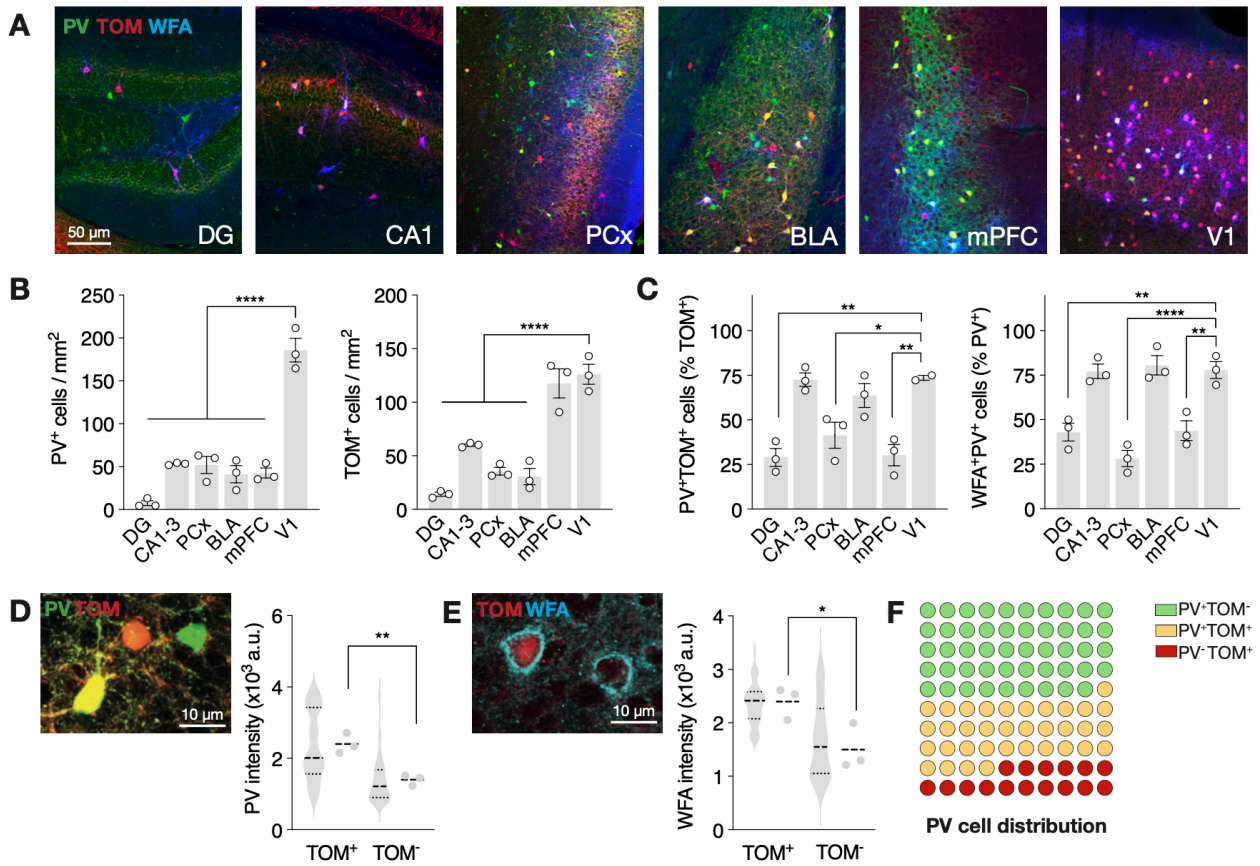 A
PV TOM WFA
50 µm
DG
CA1
PCx
BLA
mPFC
V1
B
PV⁺ cells / mm²
250
200
150
100
50
0
****
DG
CA1-3
PCx
BLA
mPFC
V1
TOM⁺ cells / mm²
200
150
100
50
0
****
DG
CA1-3
PCx
BLA
mPFC
V1
C
PV⁺TOM⁺ cells (% TOM⁺)
100
75
50
25
0
**
*
**
DG
CA1-3
PCx
BLA
mPFC
V1
WFA⁺PV⁺ cells (% PV⁺)
100
75
50
25
0
**
****
**
DG
CA1-3
PCx
BLA
mPFC
V1
D
PV TOM
10 µm
PV intensity (x10³ a.u.)
6
4
2
0
**
TOM⁺
TOM⁻
E
TOM WFA
10 µm
WFA intensity (x10³ a.u.)
4
3
2
1
0
*
TOM⁺
TOM⁻
F
PV⁺TOM⁻
PV⁺TOM⁺
PV⁻TOM⁺
PV cell distribution